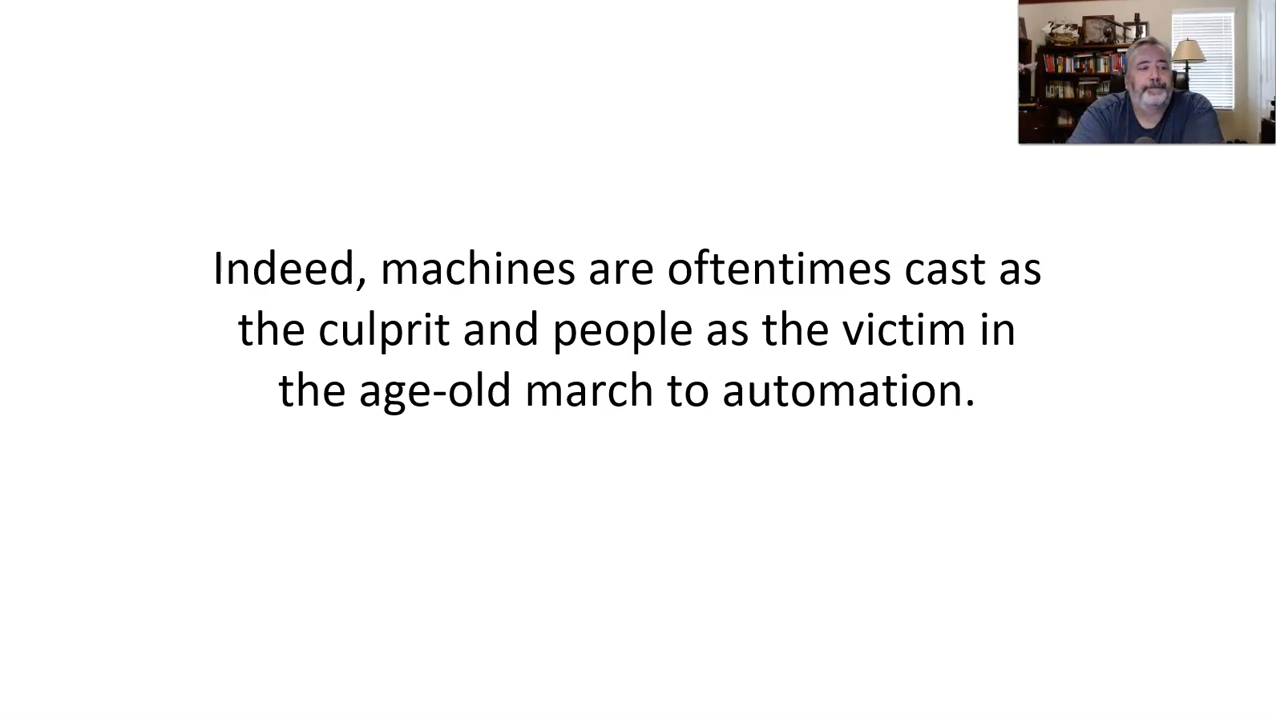 Indeed, machines are oftentimes cast as
the culprit and people as the victim in
the age-old march to automation.